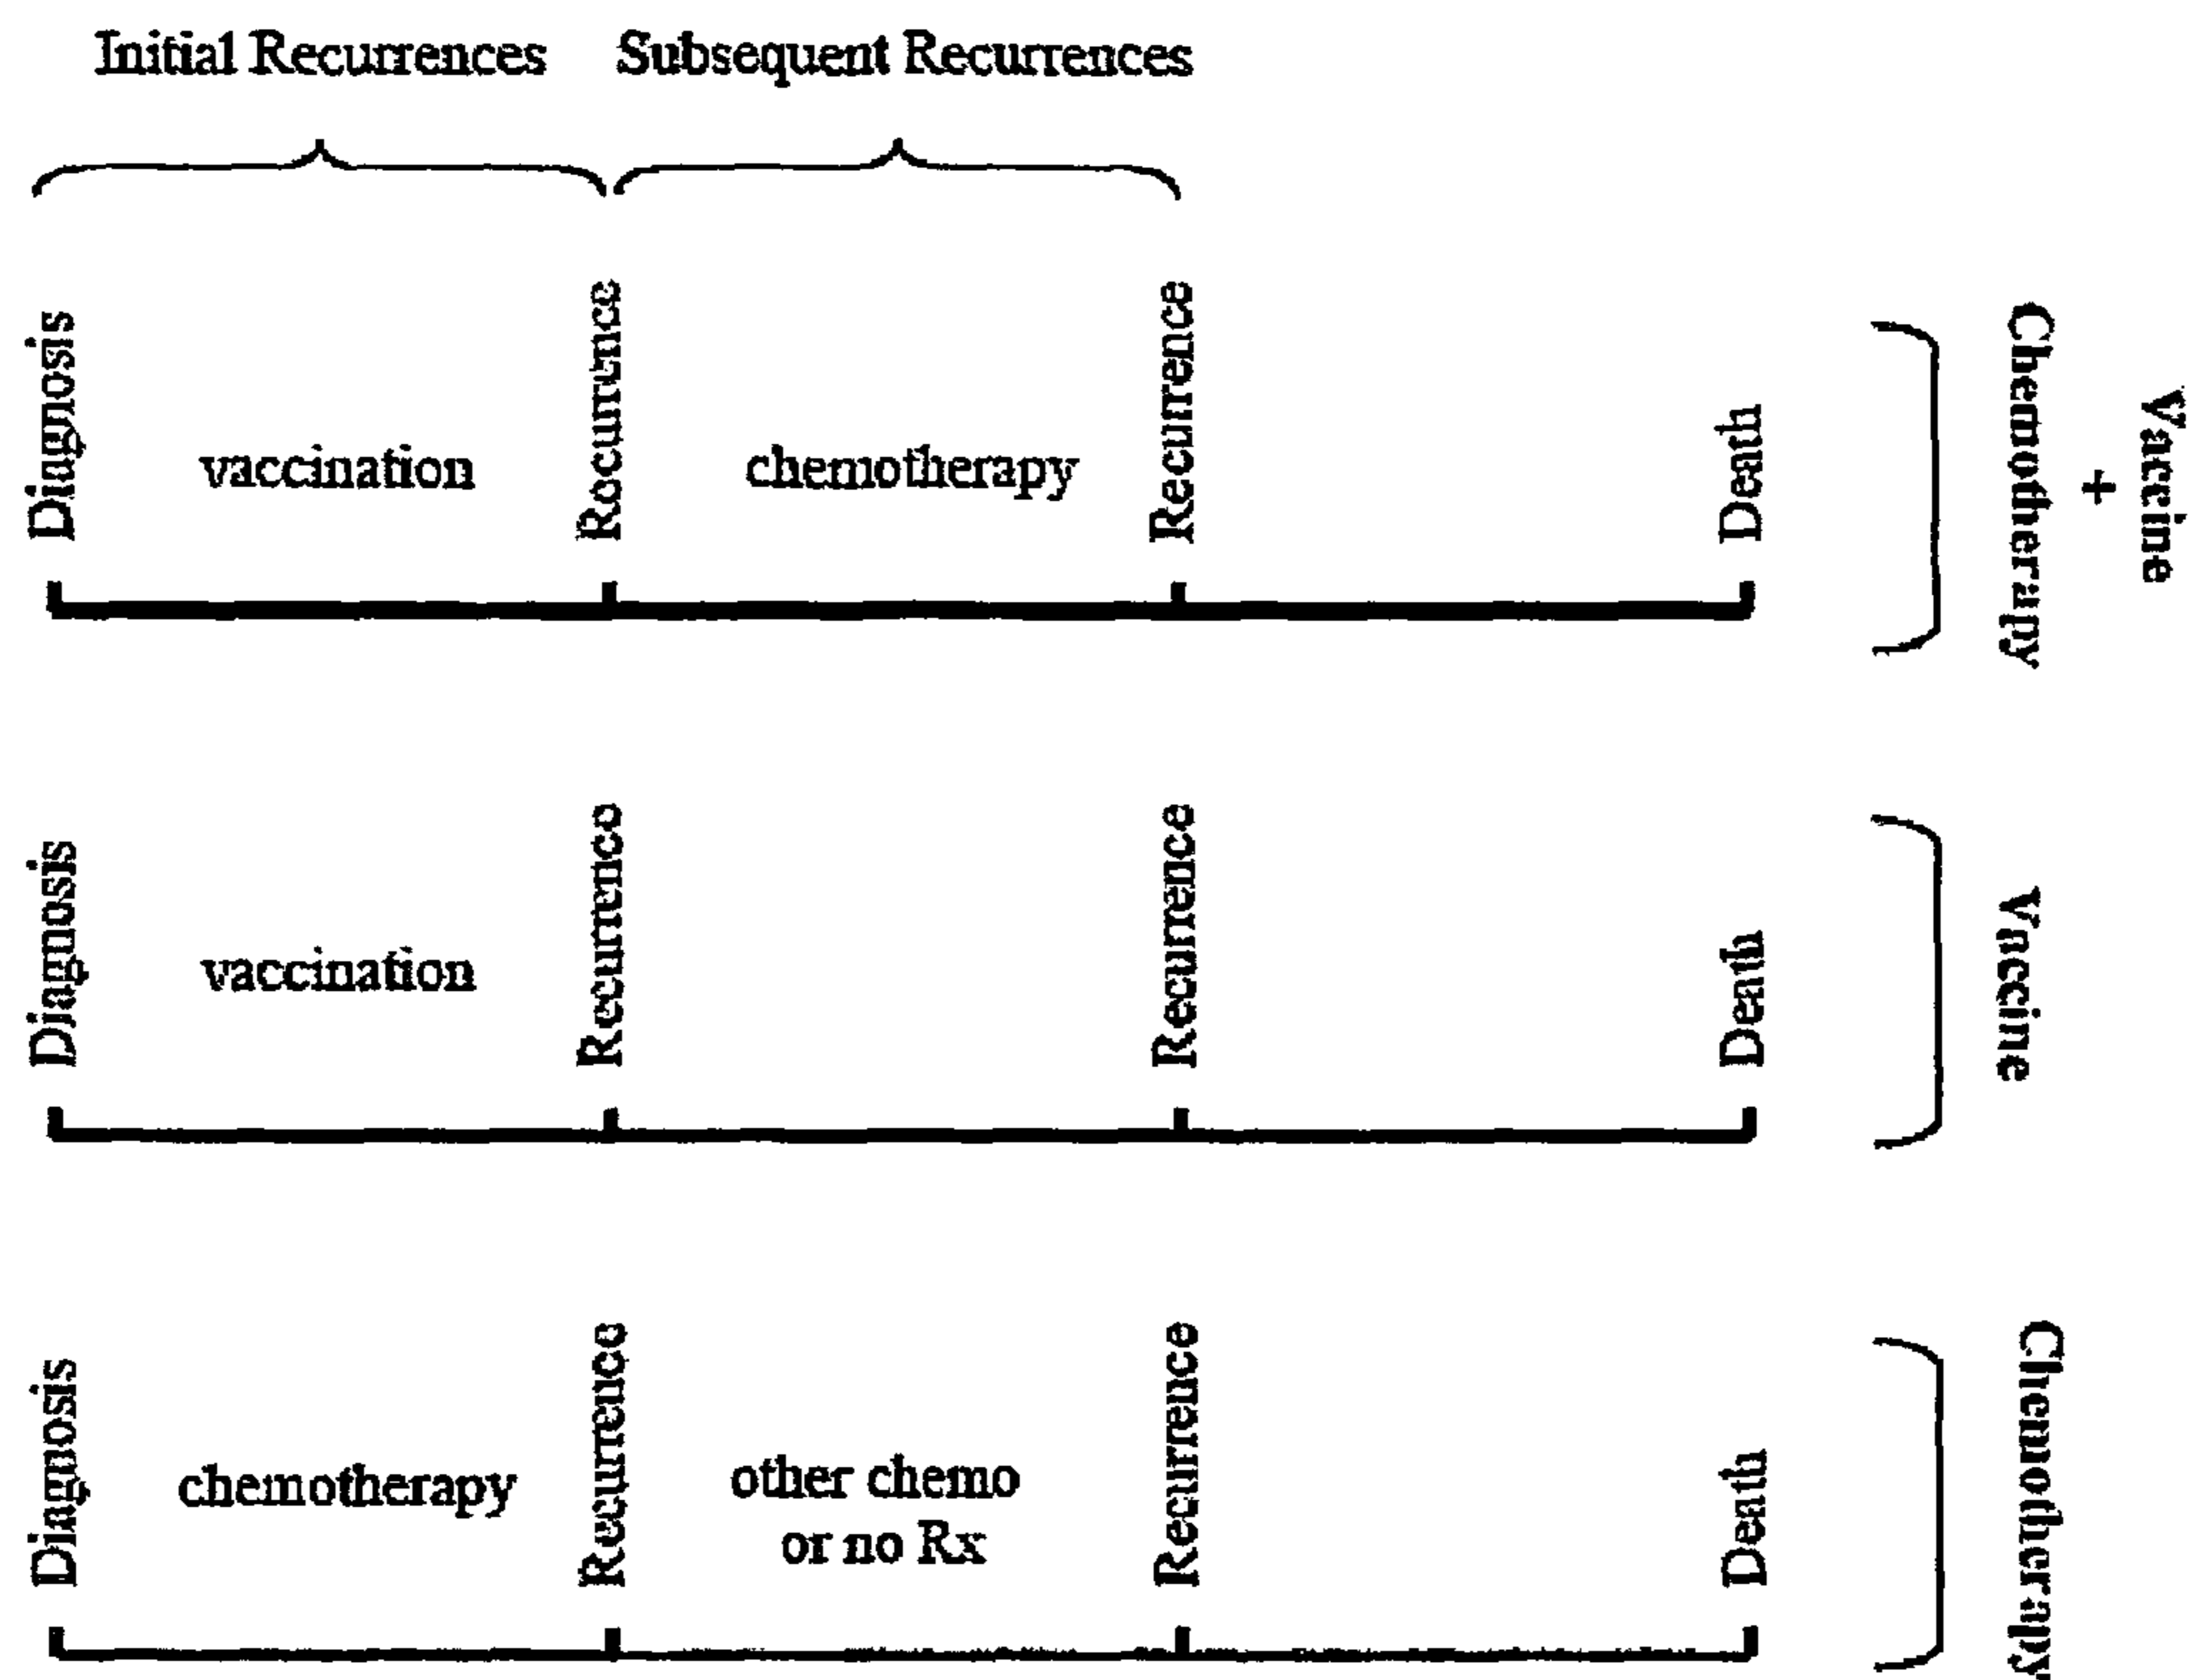 Initial Recurrences Subsequent Recurrences
Diagnosis
vaccination
Recurrence
chemotherapy
Recurrence
Death
Chemotherapy
+
Vaccine
Diagnosis
vaccination
Recurrence
Recurrence
Death
Vaccine
Diagnosis
chemotherapy
Recurrence
other chemo
or no Rx
Recurrence
Death
Chemotherapy